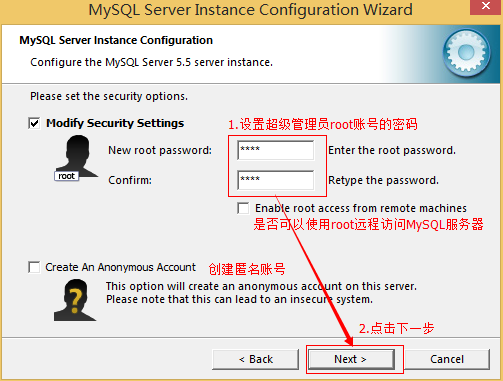 MySQL Server Instance Configuration Wizard
MySQL Server Instance Configuration
Configure the MySQL Server 5.5 server instance.
Please set the security options.
Modify Security Settings
1.设置超级管理员root账号的密码
New root password: **** Enter the root password.
root
Confirm: **** Retype the password.
Enable root access from remote machines
是否可以使用root远程访问MySQL服务器
Create An Anonymous Account 创建匿名账号
This option will create an anonymous account on this server.
Please note that this can lead to an insecure system.
2.点击下一步
< Back Next > Cancel